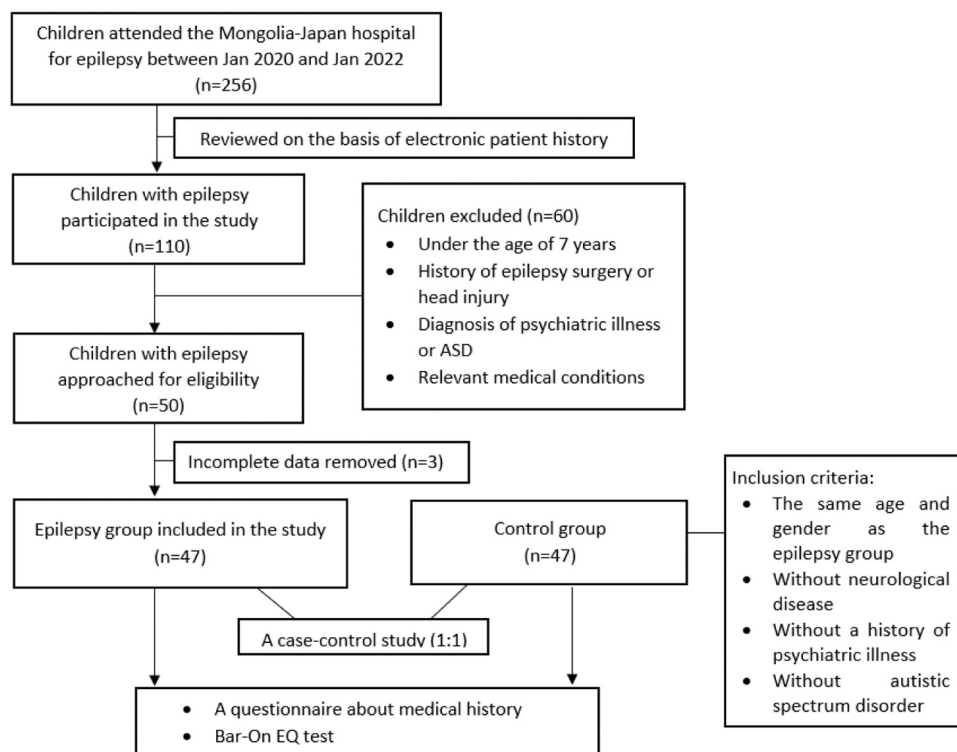 Children attended the Mongolia-Japan hospital
for epilepsy between Jan 2020 and Jan 2022
(n=256)
Reviewed on the basis of electronic patient history
Children with epilepsy
participated in the study
(n=110)
Children excluded (n=60)
• Under the age of 7 years
• History of epilepsy surgery or
head injury
• Diagnosis of psychiatric illness
or ASD
• Relevant medical conditions
Children with epilepsy
approached for eligibility
(n=50)
Incomplete data removed (n=3)
Epilepsy group included in the study
(n=47)
Control group
(n=47)
Inclusion criteria:
• The same age and
gender as the
epilepsy group
• Without neurological
disease
• Without a history of
psychiatric illness
• Without autistic
spectrum disorder
A case-control study (1:1)
• A questionnaire about medical history
• Bar-On EQ test